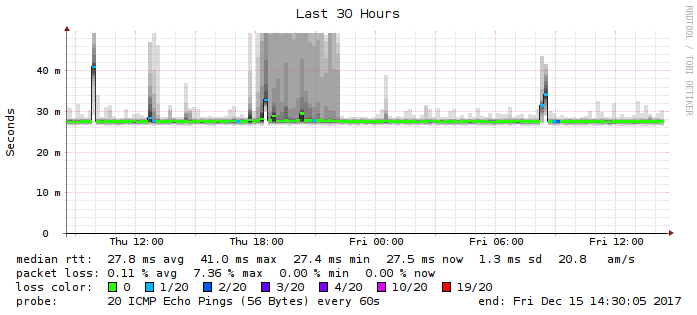 Last 30 Hours
RRDTOOL / TOBI OETIKER
Seconds
40 m
30 m
20 m
10 m
0
Thu 12:00 Thu 18:00 Fri 00:00 Fri 06:00 Fri 12:00
median rtt: 27.8 ms avg 41.0 ms max 27.4 ms min 27.5 ms now 1.3 ms sd 20.8 am/s
packet loss: 0.11 % avg 7.36 % max 0.00 % min 0.00 % now
loss color: 0 1/20 2/20 3/20 4/20 10/20 19/20
probe: 20 ICMP Echo Pings (56 Bytes) every 60s end: Fri Dec 15 14:30:05 2017